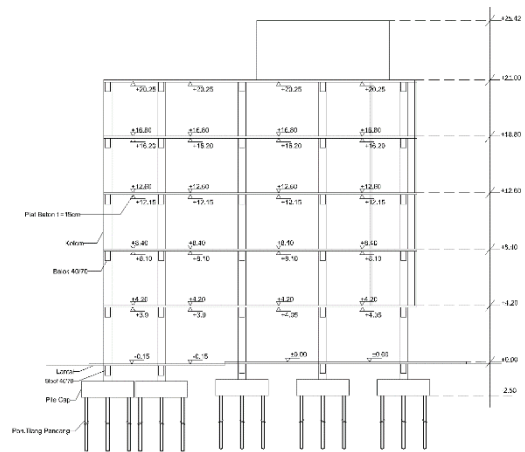 +25.42
+21.00
+20.25 +20.25 +20.25 +20.25
+16.80 +16.80 +16.80 +16.80 +16.80
+16.20 +16.20 +16.20 +16.20
+12.60 +12.60 +12.60 +12.60 +12.60
+12.15 +12.15 +12.15 +12.15
Plat Beton t =15cm
Kolom
+8.40 +8.40 +8.40 +8.40 +8.40
+8.10 +8.10 +8.10 +8.10
Balok 40/70
+4.20 +4.20 +4.20 +4.20 +4.20
+3.9 +3.9 +4.05 +4.05
-0.15 -0.15 +0.00 +0.00 +0.00
Lantai
Sloof 40/70
Pile Cap
2.50
Pon.Tiang Pancang